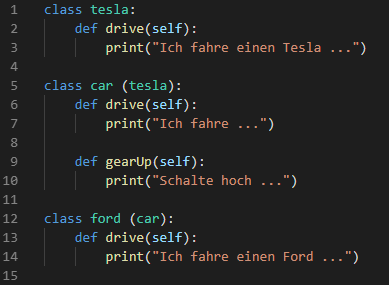 1 class tesla:
2     def drive(self):
3         print("Ich fahre einen Tesla ...")
4
5 class car (tesla):
6     def drive(self):
7         print("Ich fahre ...")
8
9     def gearUp(self):
10         print("Schalte hoch ...")
11
12 class ford (car):
13     def drive(self):
14         print("Ich fahre einen Ford ...")
15